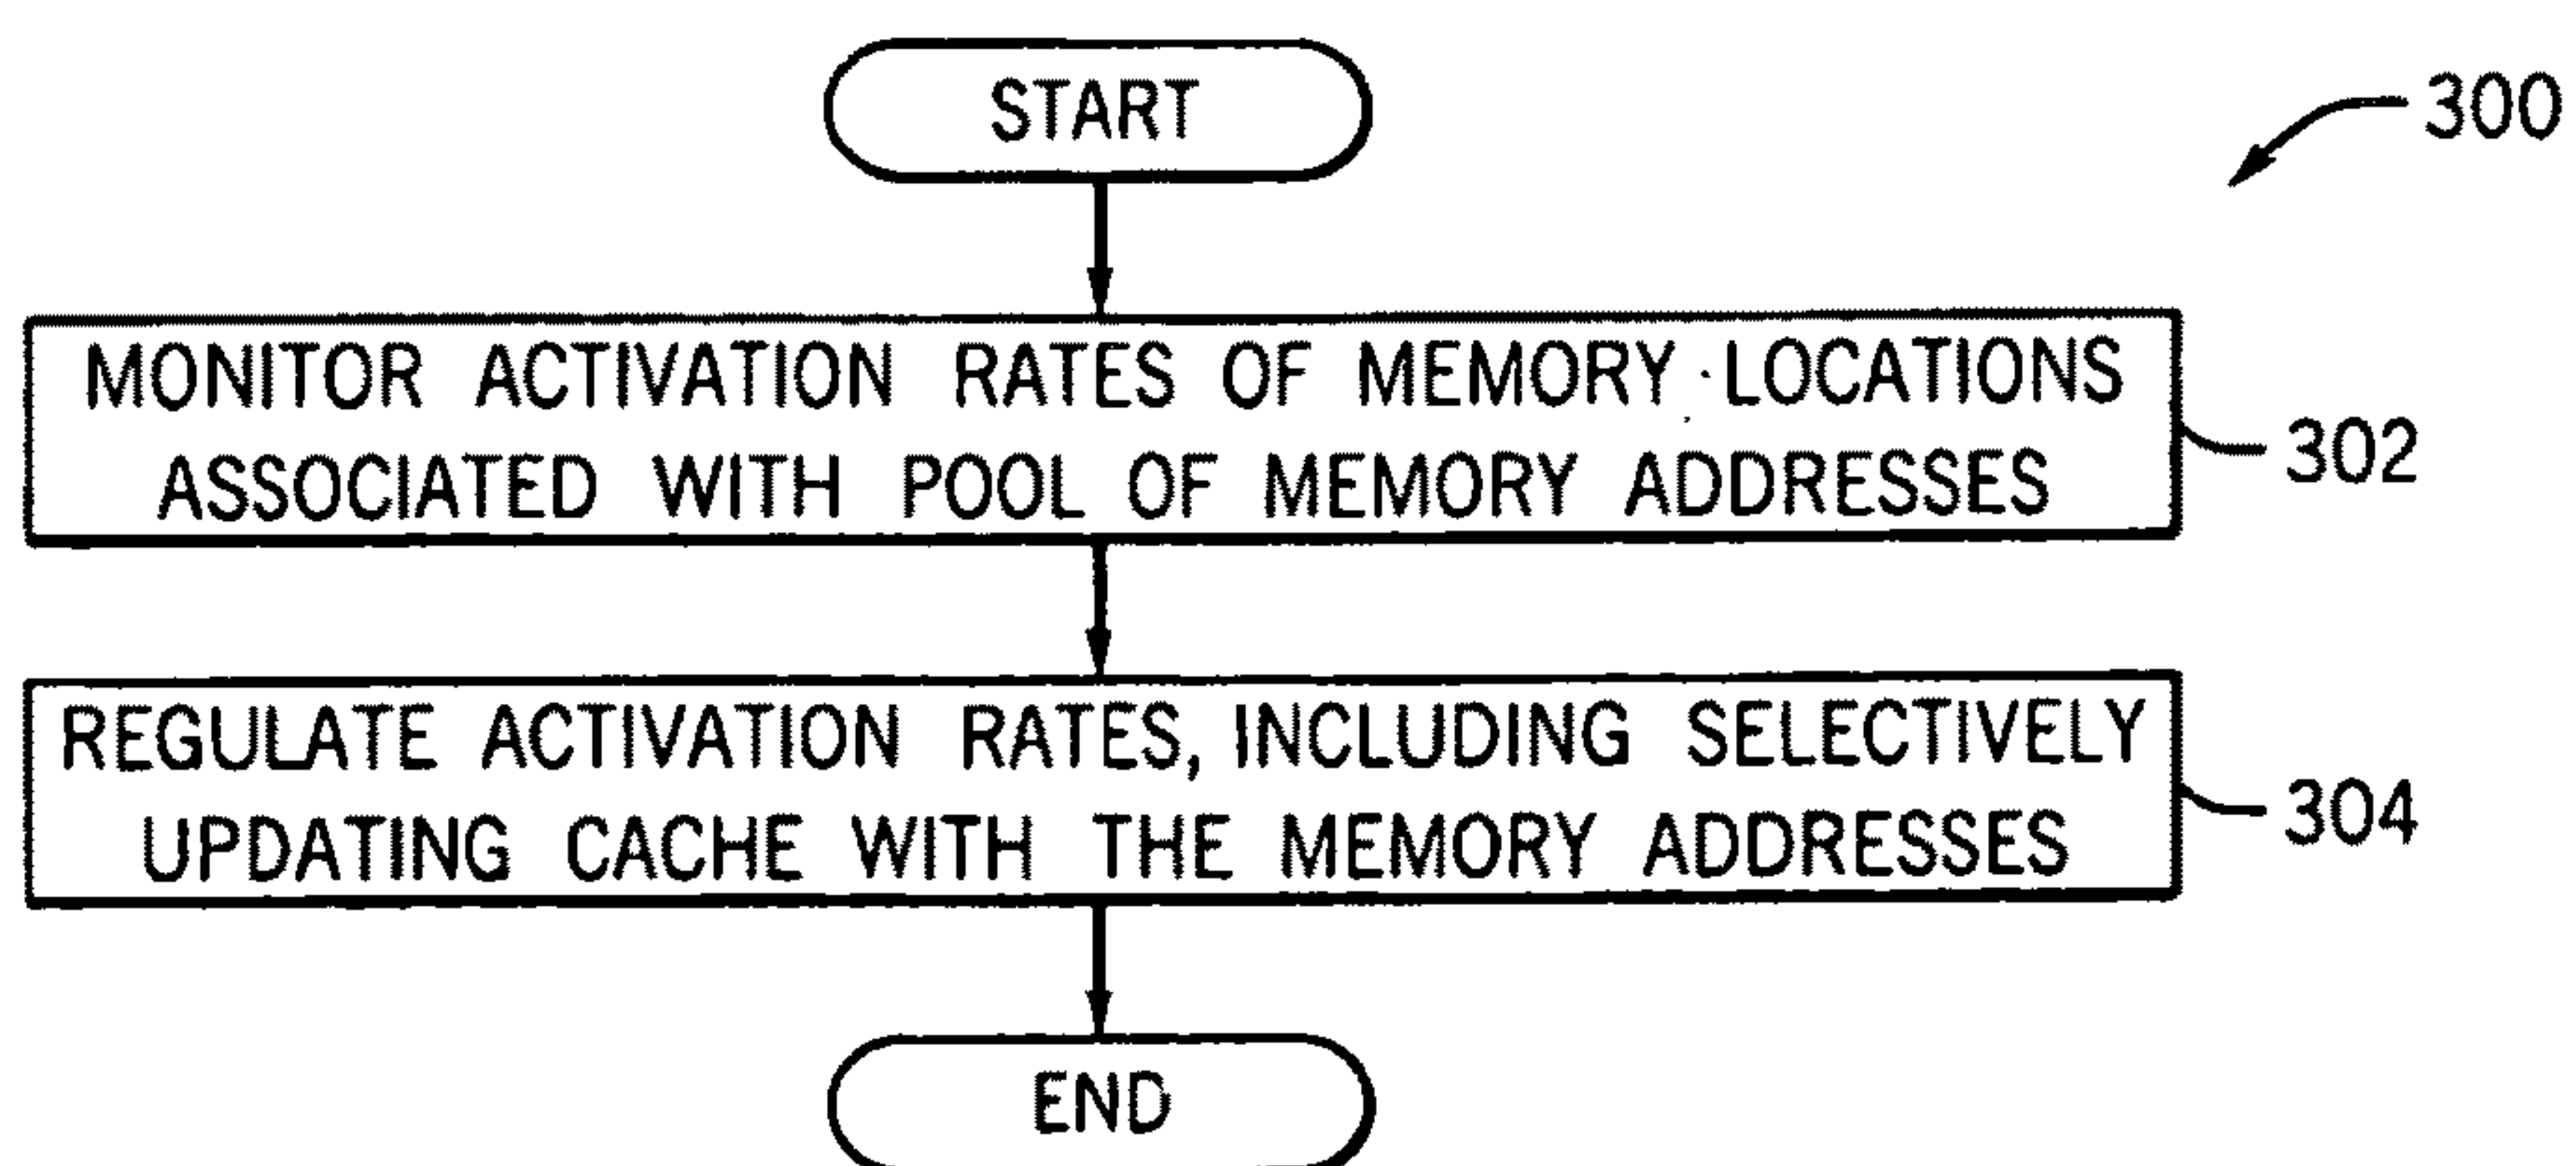 START
300
MONITOR ACTIVATION RATES OF MEMORY LOCATIONS
ASSOCIATED WITH POOL OF MEMORY ADDRESSES
302
REGULATE ACTIVATION RATES, INCLUDING SELECTIVELY
UPDATING CACHE WITH THE MEMORY ADDRESSES
304
END